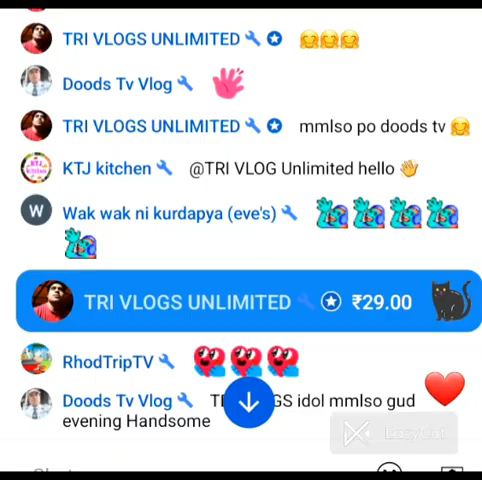 TRI VLOGS UNLIMITED 🤗🤗🤗
Doods Tv Vlog
TRI VLOGS UNLIMITED mmlso po doods tv 🤗
KTJ kitchen @TRI VLOG Unlimited hello 👋
W Wak wak ni kurdapya (eve's)
TRI VLOGS UNLIMITED ₹29.00
RhodTripTV
Doods Tv Vlog idol mmlso gud
evening Handsome
EasyCut